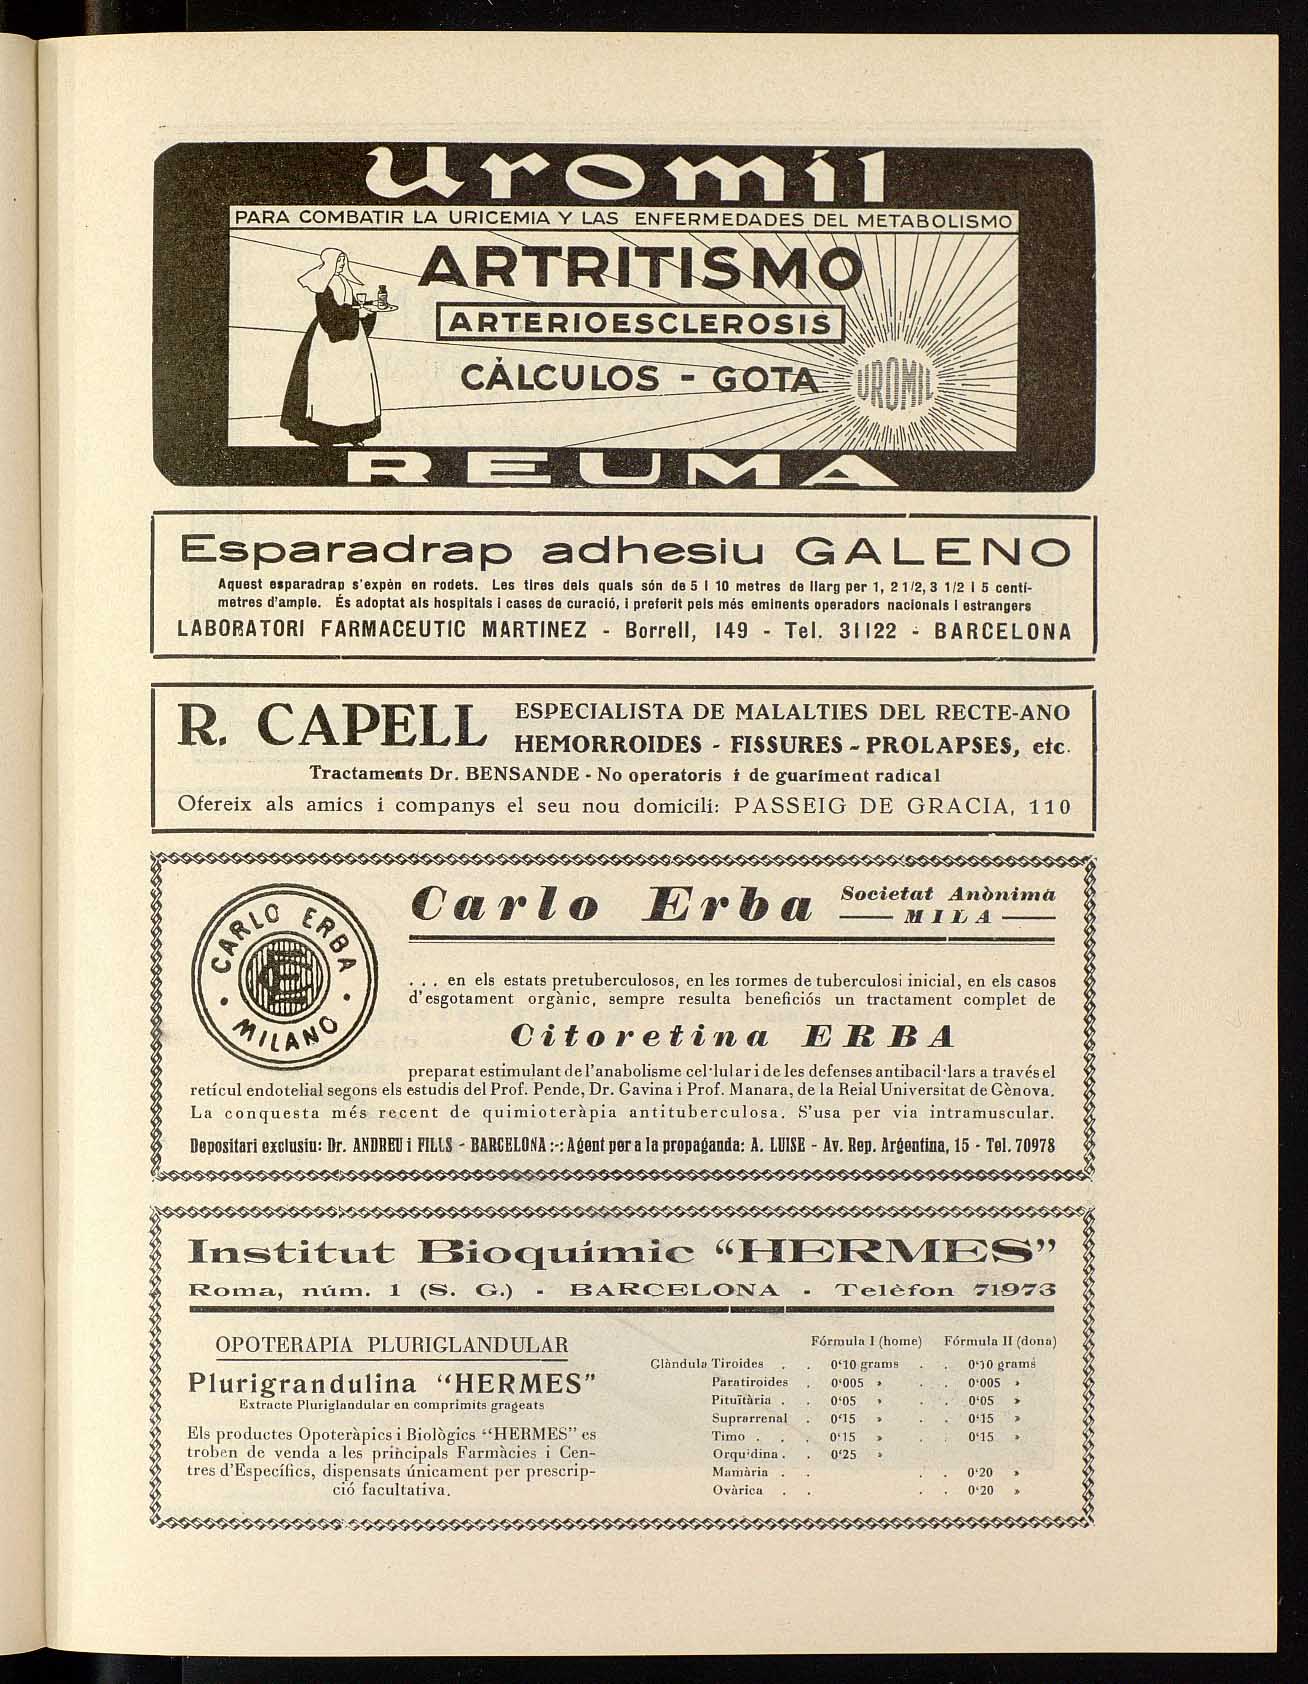 Uromil
PARA COMBATIR LA URICEMIA Y LAS ENFERMEDADES DEL METABOLISMO
ARTRITISMO
ARTERIOESCLEROSIS
CÀLCULOS - GOTA
UROMIL
REUMA
Esparadrap adhesiu GALENO
Aquest esparadrap s'expèn en rodets. Les tires dels quals són de 5 i 10 metres de llarg per 1, 2 1/2, 3 1/2 i 5 centí-
metres d'ample. És adoptat als hospitals i cases de curació, i preferit pels més eminents operadors nacionals i estrangers
LABORATORI FARMACEUTIC MARTINEZ - Borrell, 149 - Tel. 31122 - BARCELONA
R. CAPELL
ESPECIALISTA DE MALALTIES DEL RECTE-ANO
HEMORROIDES - FISSURES - PROLAPSES, etc.
Tractaments Dr. BENSANDE - No operatoris i de guariment radical
Ofereix als amics i companys el seu nou domicili: PASSEIG DE GRACIA, 110
CARLO ERBA
CE
· MILANO ·
Carlo Erba
Societat Anònima
MILA
. . . en els estats pretuberculosos, en les formes de tuberculosi inicial, en els casos
d'esgotament orgànic, sempre resulta beneficiós un tractament complet de
Citoretina ERBA
preparat estimulant de l'anabolisme cel·lular i de les defenses antibacil·lars a través el
retícul endotelial segons els estudis del Prof. Pende, Dr. Gavina i Prof. Manara, de la Reial Universitat de Gènova.
La conquesta més recent de quimioteràpia antituberculosa. S'usa per via intramuscular.
Depositari exclusiu: Dr. ANDREU i FILLS - BARCELONA :-: Agent per a la propaganda: A. LUISE - Av. Rep. Argentina, 15 - Tel. 70978
Institut Bioquímic "HERMES"
Roma, núm. 1 (S. G.) - BARCELONA - Telèfon 71973
OPOTERAPIA PLURIGLANDULAR
Plurigrandulina "HERMES"
Extracte Pluriglandular en comprimits grageats
Els productes Opoteràpics i Biològics "HERMES" es
troben de venda a les principals Farmàcies i Cen-
tres d'Específics, dispensats únicament per prescrip-
ció facultativa.
Fórmula I (home) Fórmula II (dona)
Glàndula Tiroides . . 0'10 grams . . 0'10 grams
Paratiroides . 0'005 » . . 0'005 »
Pituïtària . . 0'05 » . . 0'05 »
Suprarrenal . 0'15 » . . 0'15 »
Timo . . . 0'15 » . . 0'15 »
Orquidina . . 0'25 »
Mamària . . . . 0'20 »
Ovàrica . . . . 0'20 »